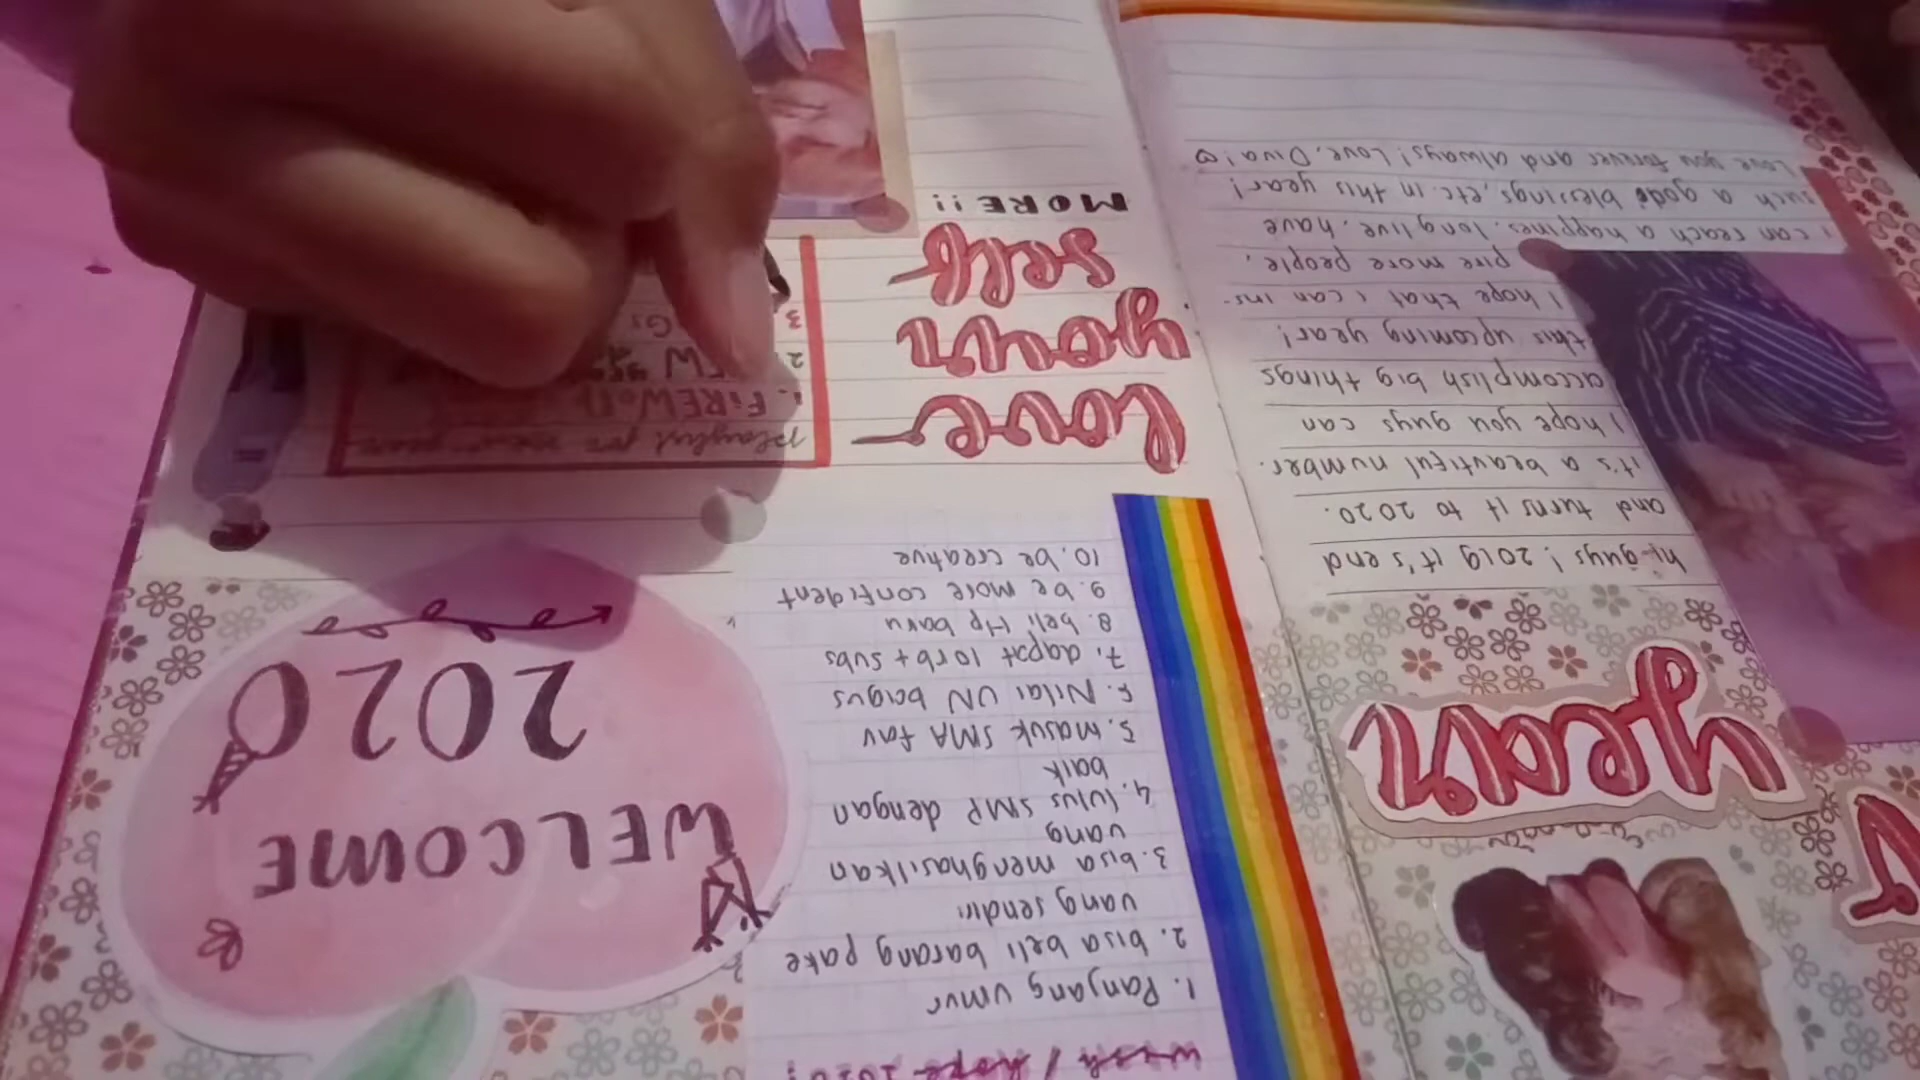 WELCOME
2020
wish / hope 2020!
1. Panjang umur
2. bisa beli barang pake
uang sendiri
3. bisa menghasilkan
uang
4. lulus SMP dengan
baik
5. masuk SMA fav
6. Nilai UN bagus
7. dapat 10rb+ subs
8. beli Hp baru
9. be more confident
10. be creative
playlist for new year
1. FIREWORK
2.
3.
love
your
self
MORE!!
year
hi guys! 2019 it's end
and turns it to 2020.
it's a beautiful number.
I hope you guys can
accomplish big things
this upcoming year!
I hope that i can ins-
pire more people,
I can reach a happines, long live, have
such a good blessings, etc. in this year!
Love you forever and always! Love, Diva!♡